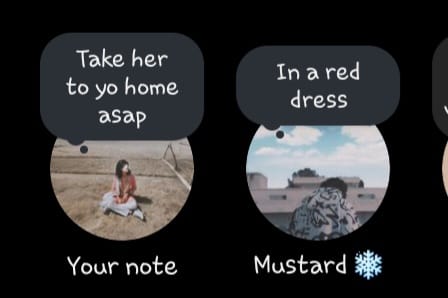 Take her
to yo home
asap
In a red
dress
Your note
Mustard ❄️